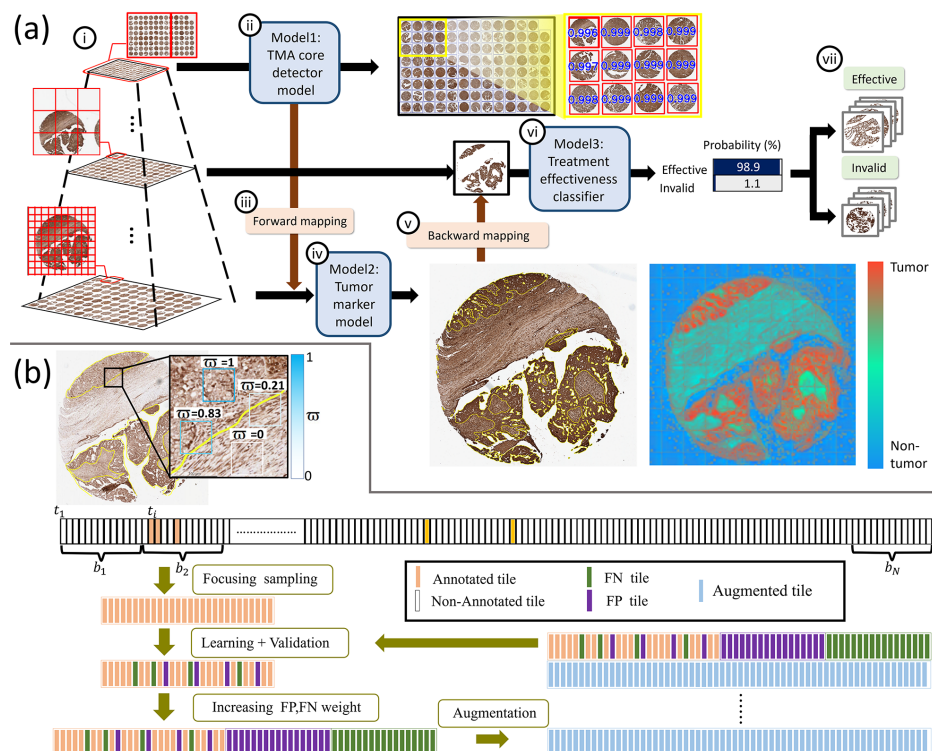 (a)
i
ii
Model1:
TMA core
detector
model
0.996 0.999 0.998 0.999
0.997 0.999 0.999 0.999
0.998 0.999 0.999 0.999
vii
Effective
Invalid
iii
Forward mapping
iv
Model2:
Tumor
marker
model
v
Backward mapping
vi
Model3:
Treatment
effectiveness
classifier
Probability (%)
Effective 98.9
Invalid 1.1
Tumor
Non-
tumor
(b)
ϖ=1
ϖ=0.21
ϖ=0.83
ϖ=0
1
ϖ
0
t₁ tᵢ
b₁ b₂ b_N
Focusing sampling
Annotated tile
Non-Annotated tile
FN tile
FP tile
Augmented tile
Learning + Validation
Increasing FP,FN weight
Augmentation